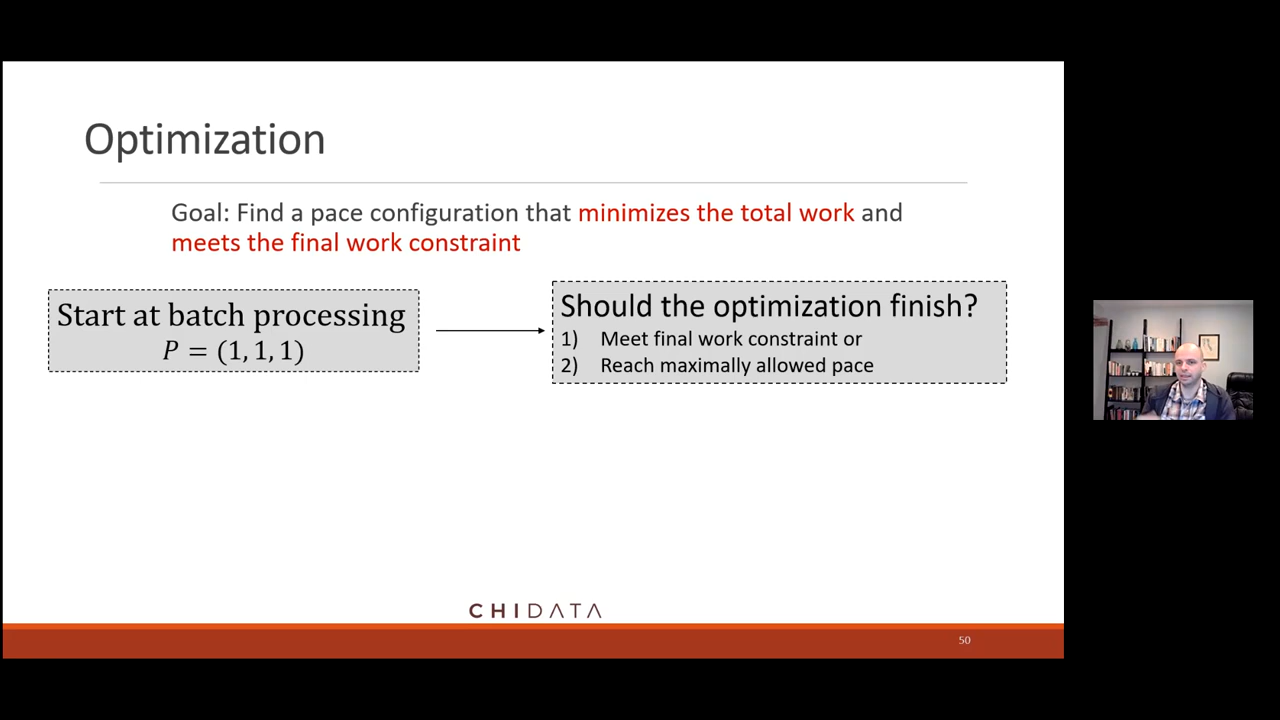 Optimization
Goal: Find a pace configuration that minimizes the total work and
meets the final work constraint
Start at batch processing
P = (1, 1, 1)
Should the optimization finish?
1) Meet final work constraint or
2) Reach maximally allowed pace
CHIDATA
50